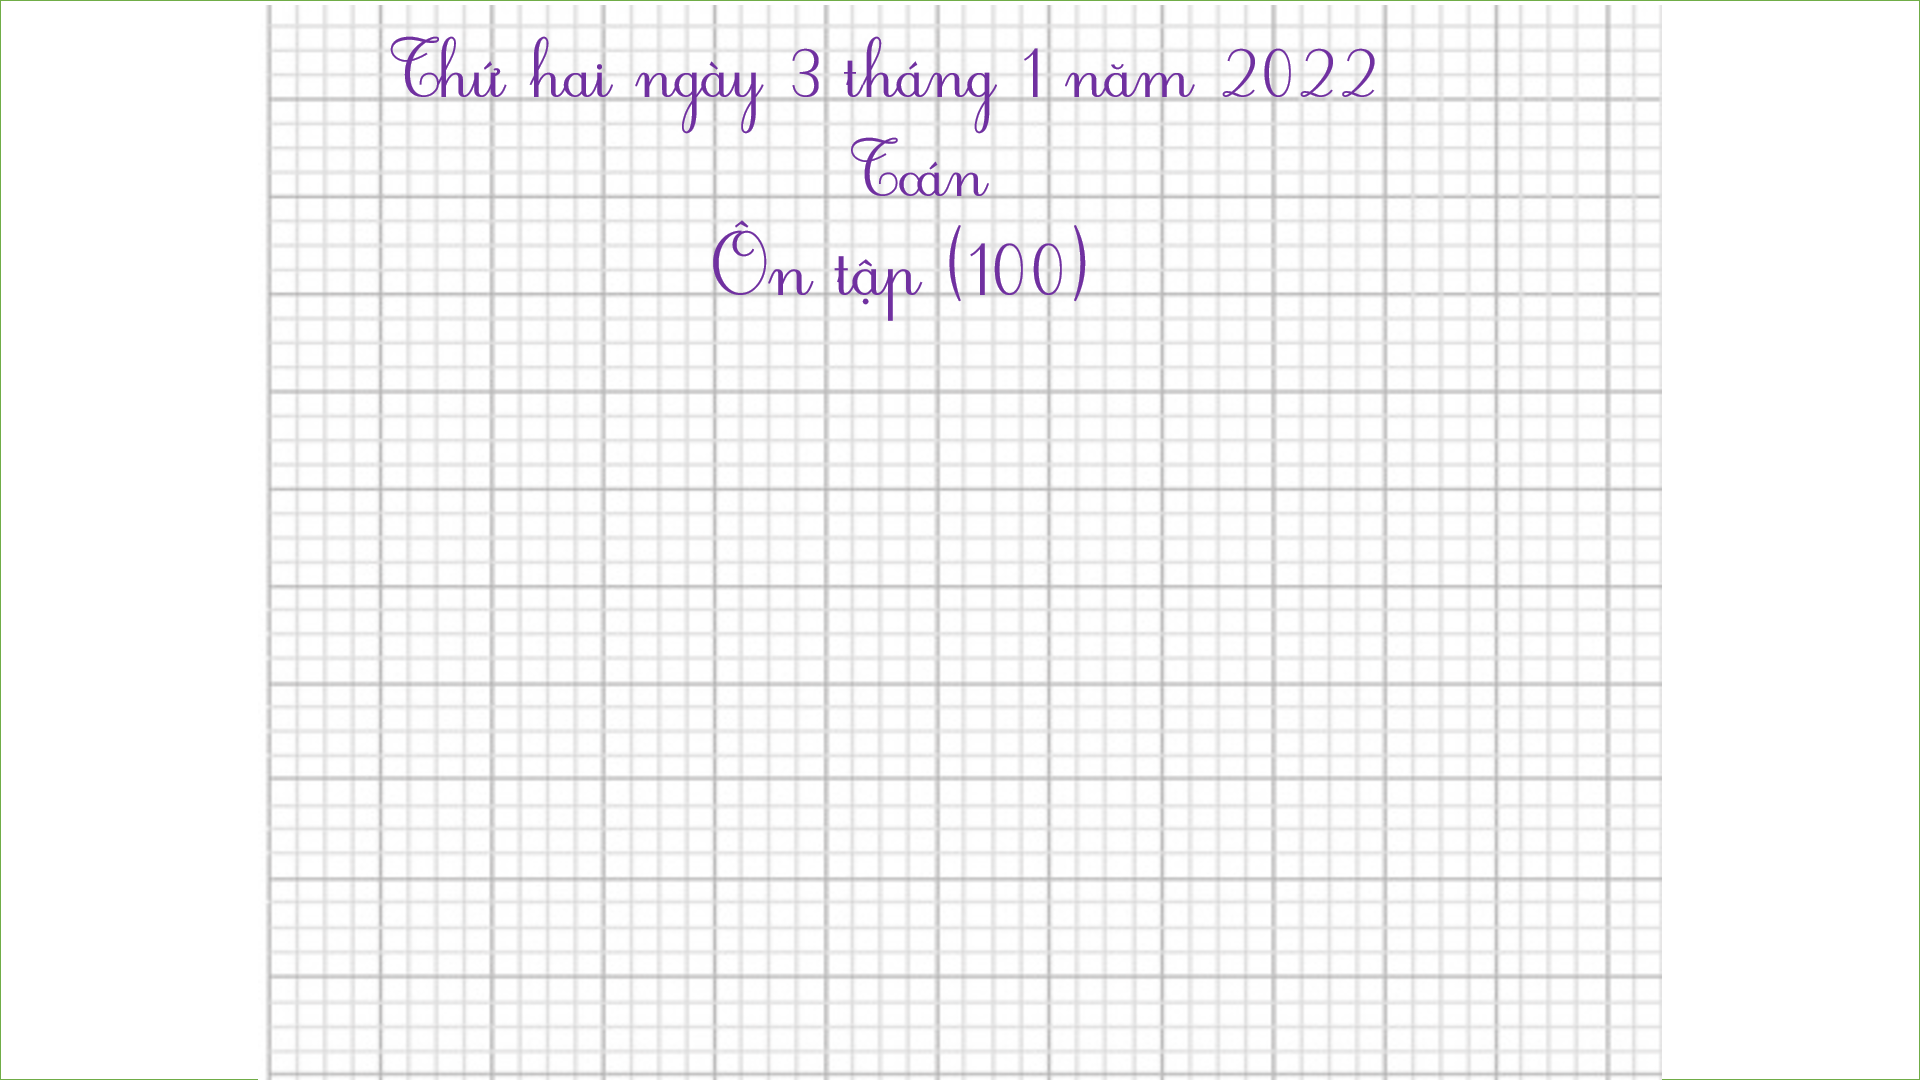 Thứ hai ngày 3 tháng 1 năm 2022
Toán
Ôn tập (100)